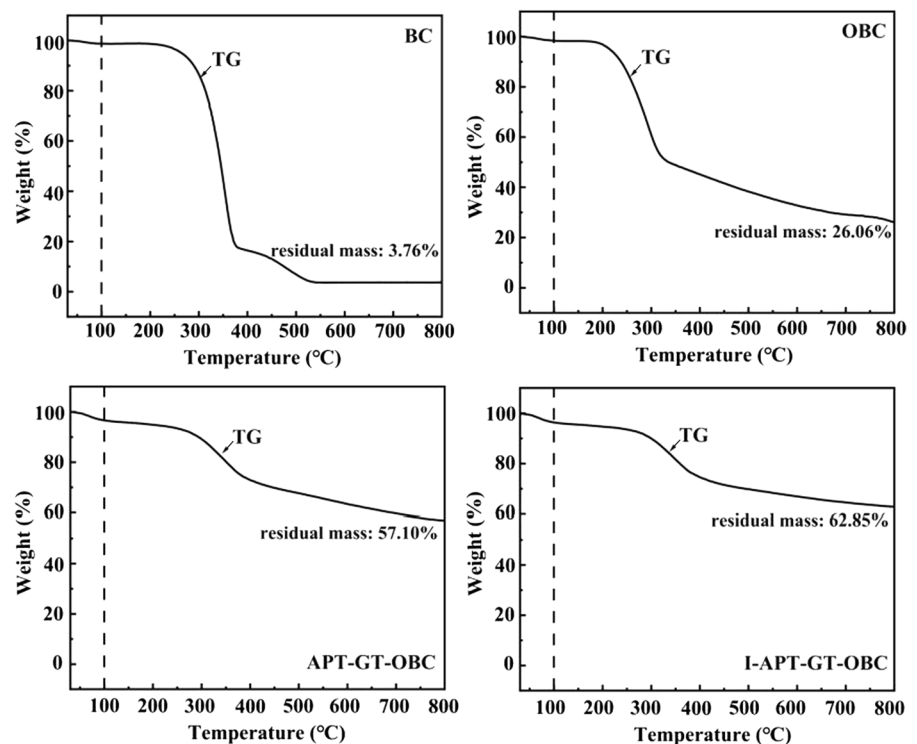 BC
TG
residual mass: 3.76%
Weight (%)
100
80
60
40
20
0
100 200 300 400 500 600 700 800
Temperature (℃)
OBC
TG
residual mass: 26.06%
Weight (%)
100
80
60
40
20
0
100 200 300 400 500 600 700 800
Temperature (℃)
TG
residual mass: 57.10%
APT-GT-OBC
Weight (%)
100
80
60
40
20
0
100 200 300 400 500 600 700 800
Temperature (℃)
TG
residual mass: 62.85%
I-APT-GT-OBC
Weight (%)
100
80
60
40
20
0
100 200 300 400 500 600 700 800
Temperature (℃)